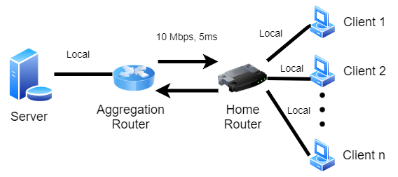 Client 1
10 Mbps, 5ms
Local
Local
Local
Client 2
Local
Server
Aggregation
Router
Home
Router
Client n